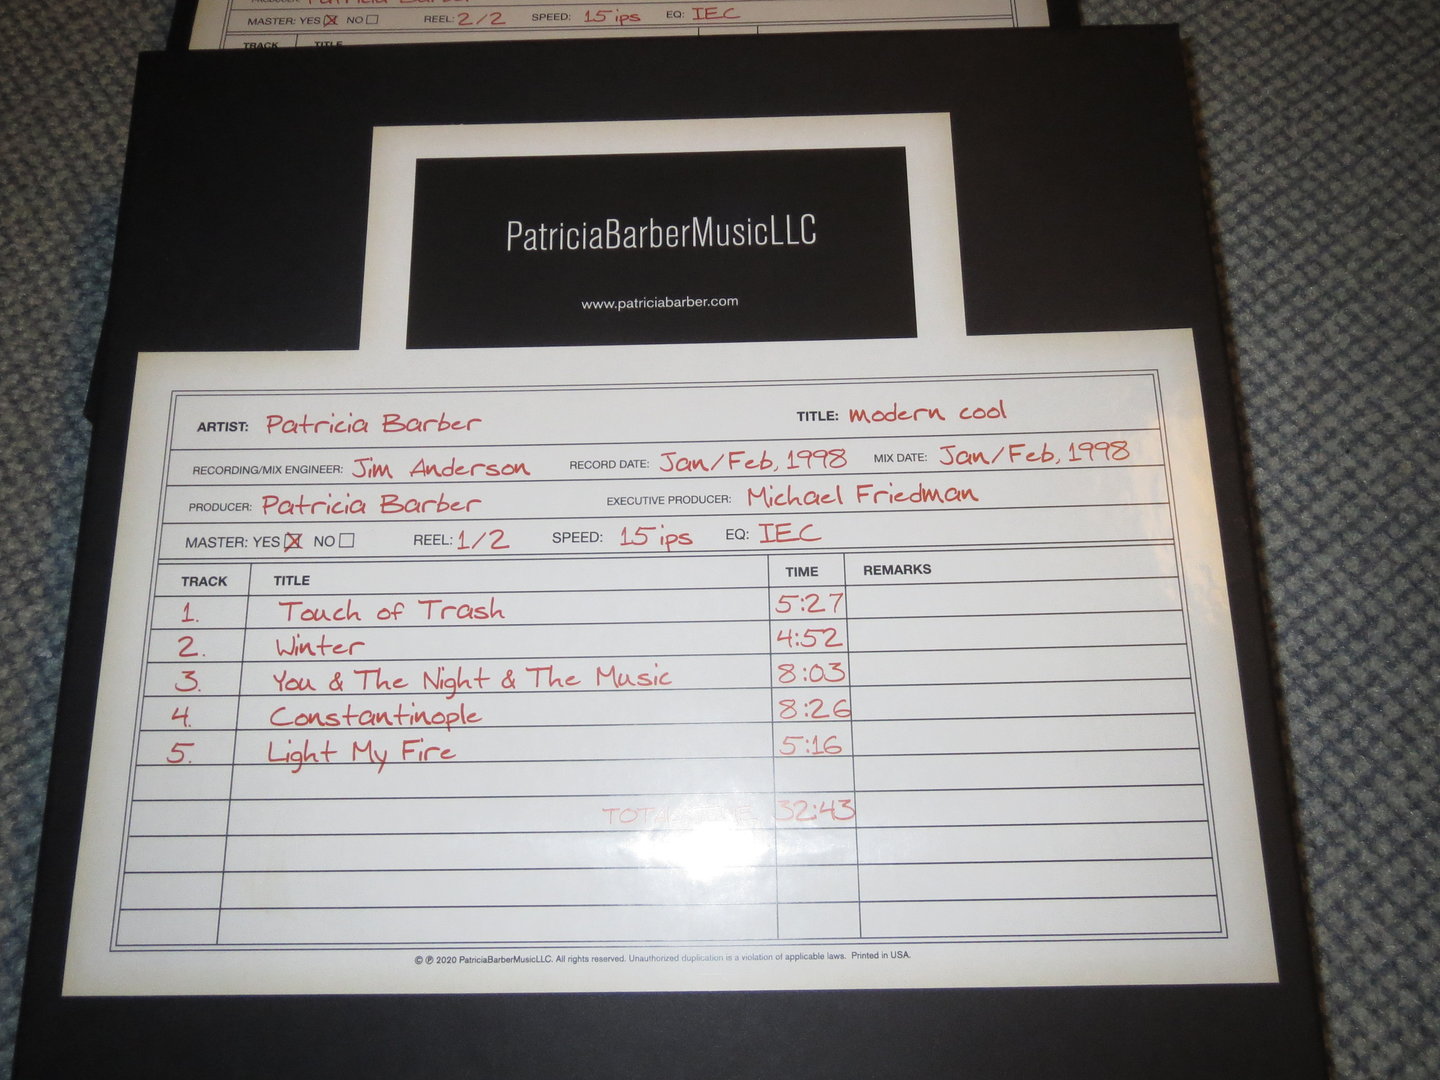 MASTER: YES NO REEL: 2/2 SPEED: 15 ips EQ: IEC
TRACK TITLE
PatriciaBarberMusicLLC
www.patriciabarber.com
ARTIST: Patricia Barber TITLE: modern cool
RECORDING/MIX ENGINEER: Jim Anderson RECORD DATE: Jan/Feb, 1998 MIX DATE: Jan/Feb, 1998
PRODUCER: Patricia Barber EXECUTIVE PRODUCER: Michael Friedman
MASTER: YES NO REEL: 1/2 SPEED: 15 ips EQ: IEC
TRACK TITLE TIME REMARKS
1. Touch of Trash 5:27
2. Winter 4:52
3. You & The Night & The Music 8:03
4. Constantinople 8:26
5. Light My Fire 5:16
TOTAL TIME 32:43
© ℗ 2020 PatriciaBarberMusicLLC. All rights reserved. Unauthorized duplication is a violation of applicable laws. Printed in USA.